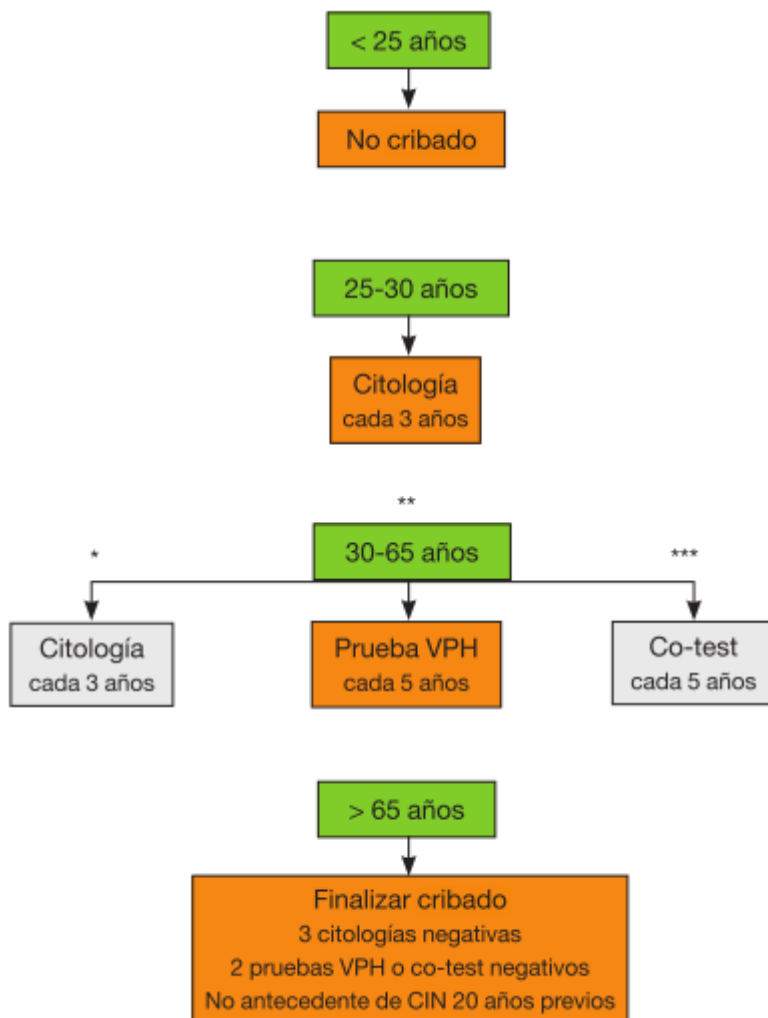 < 25 años
No cribado
25-30 años
Citología
cada 3 años
**
30-65 años
*
***
Citología
cada 3 años
Prueba VPH
cada 5 años
Co-test
cada 5 años
> 65 años
Finalizar cribado
3 citologías negativas
2 pruebas VPH o co-test negativos
No antecedente de CIN 20 años previos